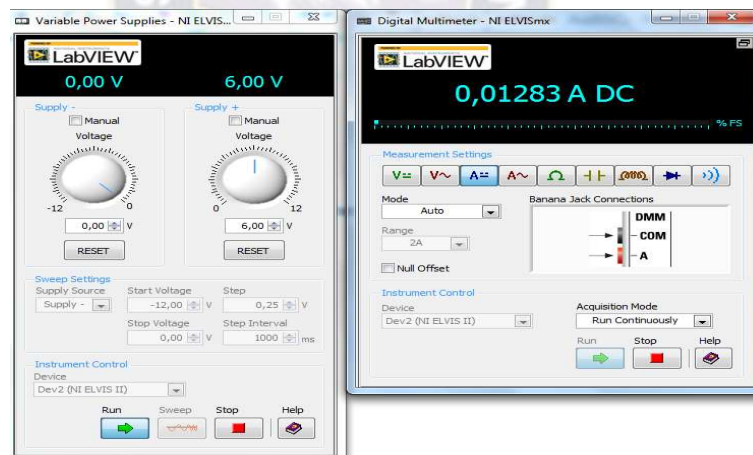 Variable Power Supplies - NI ELVIS...
LabVIEW
0,00 V 6,00 V
Supply - Supply +
Manual Manual
Voltage Voltage
-12 0 0 12
0,00 V 6,00 V
RESET RESET
Sweep Settings
Supply Source Start Voltage Step
Supply - -12,00 V 0,25 V
Stop Voltage Step Interval
0,00 V 1000 ms
Instrument Control
Device
Dev2 (NI ELVIS II)
Run Sweep Stop Help
Digital Multimeter - NI ELVISmx
LabVIEW
0,01283 A DC
% FS
Measurement Settings
V= V~ A= A~ Ω
Mode Banana Jack Connections
Auto
DMM
COM
A
Range
2A
Null Offset
Instrument Control
Device Acquisition Mode
Dev2 (NI ELVIS II) Run Continuously
Run Stop Help